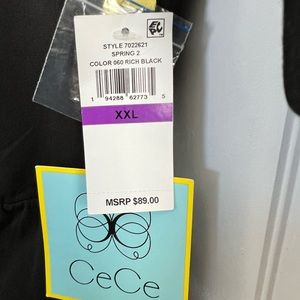 STYLE 7022621
SPRING 2
COLOR 060 RICH BLACK
1 94288 62773 5
XXL
MSRP $89.00
CeCe